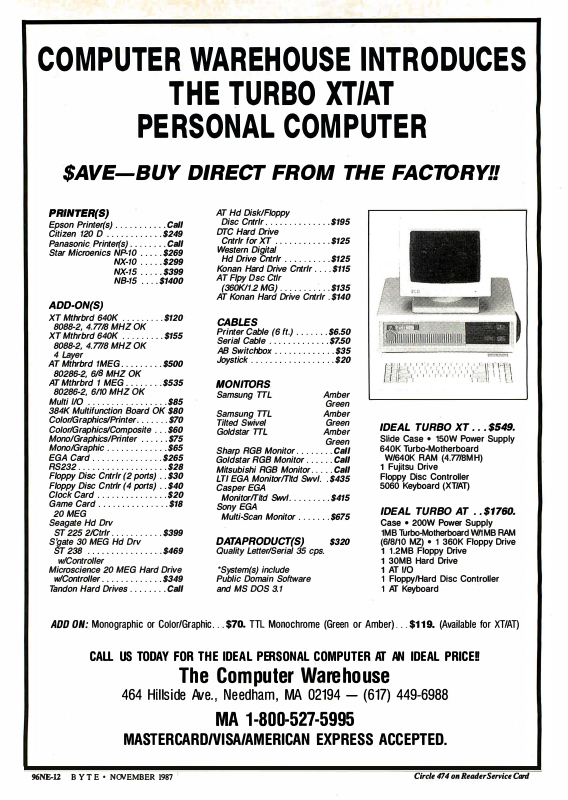 COMPUTER WAREHOUSE INTRODUCES
THE TURBO XT/AT
PERSONAL COMPUTER
$AVE—BUY DIRECT FROM THE FACTORY!!
PRINTER(S)
Epson Printer(s) . . . . . . . . . . Call
Citizen 120 D . . . . . . . . . . . $249
Panasonic Printer(s) . . . . . . . Call
Star Microenics NP-10 . . . . . $269
NX-10 . . . . . $299
NX-15 . . . . $399
NB-15 . . . . $1400
ADD-ON(S)
XT Mthrbrd 640K . . . . . . . . . $120
8088-2, 4.77/8 MHZ OK
XT Mthrbrd 640K . . . . . . . . . $155
8088-2, 4.77/8 MHZ OK
4 Layer
AT Mthrbrd 1MEG . . . . . . . . $500
80286-2, 6/8 MHZ OK
AT Mthrbrd 1 MEG . . . . . . . $535
80286-2, 6/10 MHZ OK
Multi I/O . . . . . . . . . . . . . . . $85
384K Multifunction Board OK $80
Color/Graphics/Printer . . . . . . $70
Color/Graphics/Composite . . . $60
Mono/Graphics/Printer . . . . . $75
Mono/Graphic . . . . . . . . . . . . $65
EGA Card . . . . . . . . . . . . . . $265
RS232 . . . . . . . . . . . . . . . . . $28
Floppy Disc Cntrlr (2 ports) . . $30
Floppy Disc Cntrlr (4 ports) . . $40
Clock Card . . . . . . . . . . . . . . $20
Game Card . . . . . . . . . . . . . . $18
20 MEG
Seagate Hd Drv
ST 225 2/Ctrlr . . . . . . . . . . $399
S'gate 30 MEG Hd Drv
ST 238 . . . . . . . . . . . . . . . $469
w/Controller
Microscience 20 MEG Hard Drive
w/Controller . . . . . . . . . . . $349
Tandon Hard Drives . . . . . . . Call
AT Hd Disk/Floppy
Disc Cntrlr . . . . . . . . . . . . . $195
DTC Hard Drive
Cntrlr for XT . . . . . . . . . . . $125
Western Digital
Hd Drive Cntrlr . . . . . . . . . $125
Konan Hard Drive Cntrlr . . . . $115
AT Flpy Dsc Ctlr
(360K/1.2 MG) . . . . . . . . . . $135
AT Konan Hard Drive Cntrlr . $140
CABLES
Printer Cable (6 ft.) . . . . . . . $6.50
Serial Cable . . . . . . . . . . . . $7.50
AB Switchbox . . . . . . . . . . . . $35
Joystick . . . . . . . . . . . . . . . . $20
MONITORS
Samsung TTL Amber
Green
Samsung TTL Amber
Tilted Swivel Green
Goldstar TTL Amber
Green
Sharp RGB Monitor . . . . . . . . Call
Goldstar RGB Monitor . . . . . . Call
Mitsubishi RGB Monitor . . . . . Call
LTI EGA Monitor/Tltd Swvl . . $435
Casper EGA
Monitor/Tltd Swvl . . . . . . . . $415
Sony EGA
Multi-Scan Monitor . . . . . . . $675
DATAPRODUCT(S) $320
Quality Letter/Serial 35 cps.
*System(s) include
Public Domain Software
and MS DOS 3.1
IDEAL TURBO XT . . . $549.
Slide Case • 150W Power Supply
640K Turbo-Motherboard
W/640K RAM (4.77/8MH)
1 Fujitsu Drive
Floppy Disc Controller
5060 Keyboard (XT/AT)
IDEAL TURBO AT . . $1760.
Case • 200W Power Supply
1MB Turbo-Motherboard W/1MB RAM
(6/8/10 MZ) • 1 360K Floppy Drive
1 1.2MB Floppy Drive
1 30MB Hard Drive
1 AT I/O
1 Floppy/Hard Disc Controller
1 AT Keyboard
ADD ON: Monographic or Color/Graphic . . . $70. TTL Monochrome (Green or Amber) . . . $119. (Available for XT/AT)
CALL US TODAY FOR THE IDEAL PERSONAL COMPUTER AT AN IDEAL PRICE!!
The Computer Warehouse
464 Hillside Ave., Needham, MA 02194 — (617) 449-6988
MA 1-800-527-5995
MASTERCARD/VISA/AMERICAN EXPRESS ACCEPTED.
96NE-12 B Y T E • NOVEMBER 1987
Circle 474 on Reader Service Card